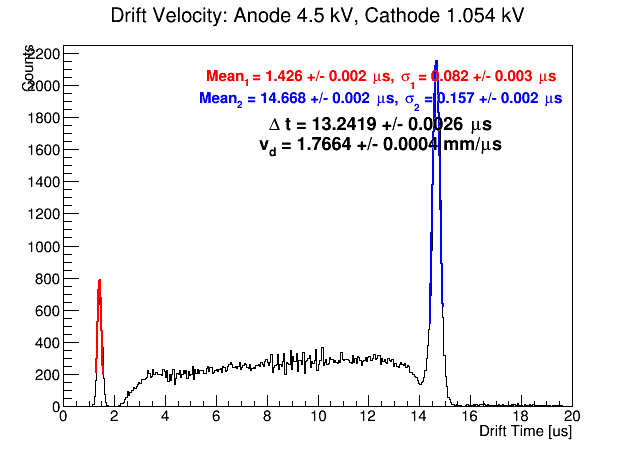 Drift Velocity: Anode 4.5 kV, Cathode 1.054 kV
Counts
2200
2000
1800
1600
1400
1200
1000
800
600
400
200
0
Mean1 = 1.426 +/- 0.002 μs, σ1 = 0.082 +/- 0.003 μs
Mean2 = 14.668 +/- 0.002 μs, σ2 = 0.157 +/- 0.002 μs
Δ t = 13.2419 +/- 0.0026 μs
vd = 1.7664 +/- 0.0004 mm/μs
0 2 4 6 8 10 12 14 16 18 20
Drift Time [us]